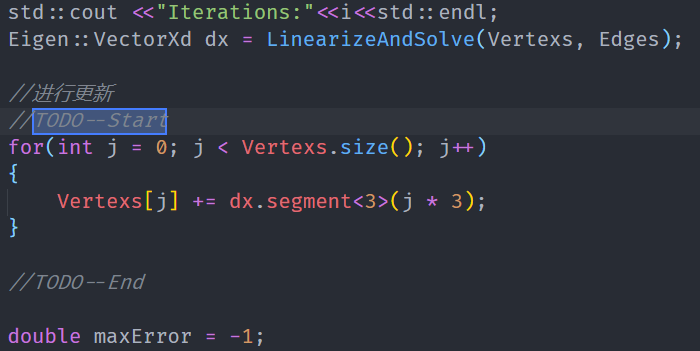 std::cout <<"Iterations:"<<i<<std::endl;
Eigen::VectorXd dx = LinearizeAndSolve(Vertexs, Edges);
//进行更新
//TODO--Start
for(int j = 0; j < Vertexs.size(); j++)
{
Vertexs[j] += dx.segment<3>(j * 3);
}
//TODO--End
double maxError = -1;